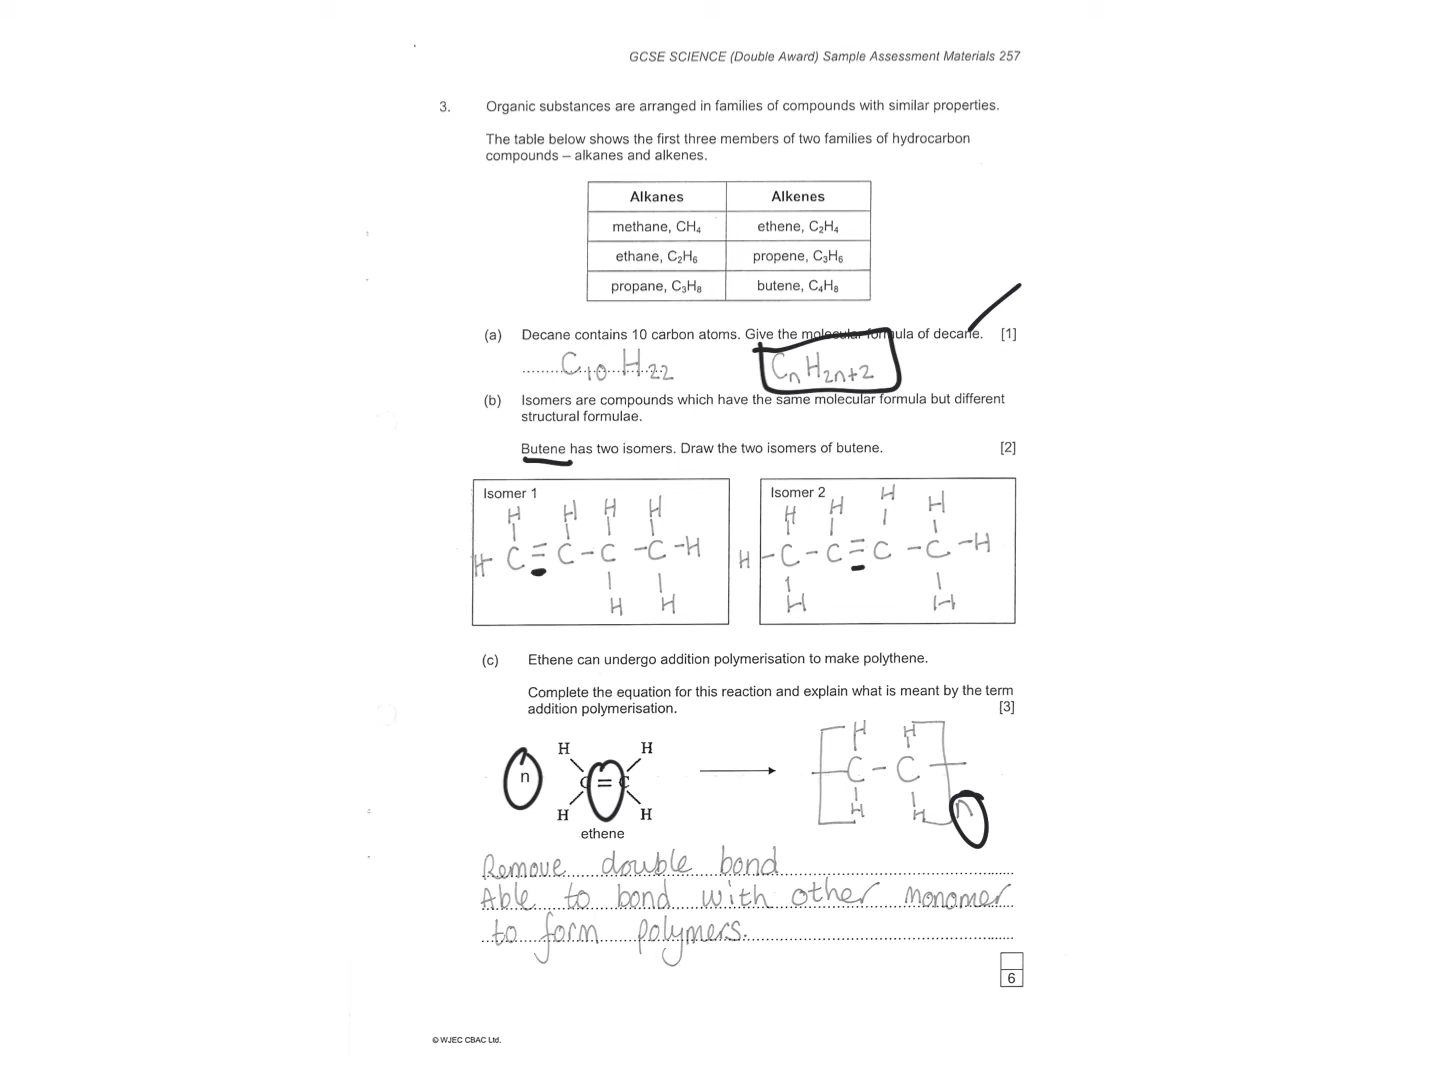 GCSE SCIENCE (Double Award) Sample Assessment Materials 257
3. Organic substances are arranged in families of compounds with similar properties.
The table below shows the first three members of two families of hydrocarbon
compounds – alkanes and alkenes.
Alkanes Alkenes
methane, CH₄ ethene, C₂H₄
ethane, C₂H₆ propene, C₃H₆
propane, C₃H₈ butene, C₄H₈
(a) Decane contains 10 carbon atoms. Give the molecular formula of decane. [1]
C₁₀H₂₂ CₙH₂ₙ₊₂
(b) Isomers are compounds which have the same molecular formula but different
structural formulae.
Butene has two isomers. Draw the two isomers of butene. [2]
Isomer 1 Isomer 2
H H H H H H H H
H-C=C-C-C-H H-C-C=C-C-H
H H H H
(c) Ethene can undergo addition polymerisation to make polythene.
Complete the equation for this reaction and explain what is meant by the term
addition polymerisation. [3]
H H H H
n C=C → C-C
H H H H n
ethene
Remove double bond
Able to bond with other monomer
to form polymers.
6
© WJEC CBAC Ltd.